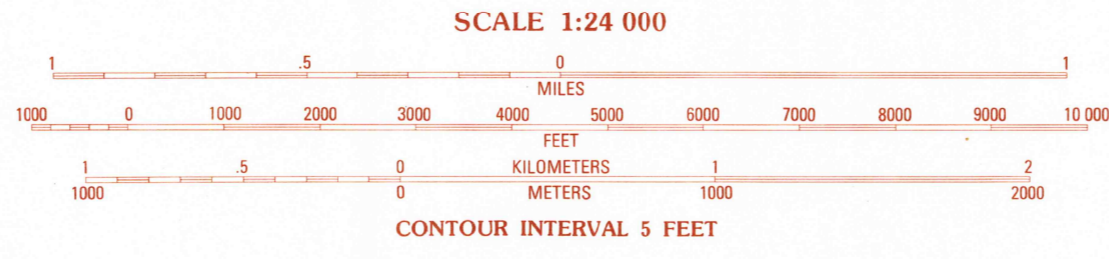 SCALE 1:24 000
1 .5 0 1
MILES
1000 0 1000 2000 3000 4000 5000 6000 7000 8000 9000 10 000
FEET
1 .5 0 KILOMETERS 1 2
1000 0 METERS 1000 2000
CONTOUR INTERVAL 5 FEET